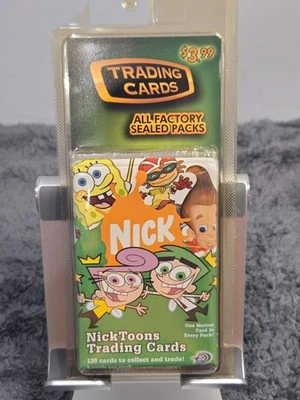 $3.99
TRADING
CARDS
ALL FACTORY
SEALED PACKS
NICK
One Motion
Card in
Every Pack!
NickToons
Trading Cards
130 cards to collect and trade!